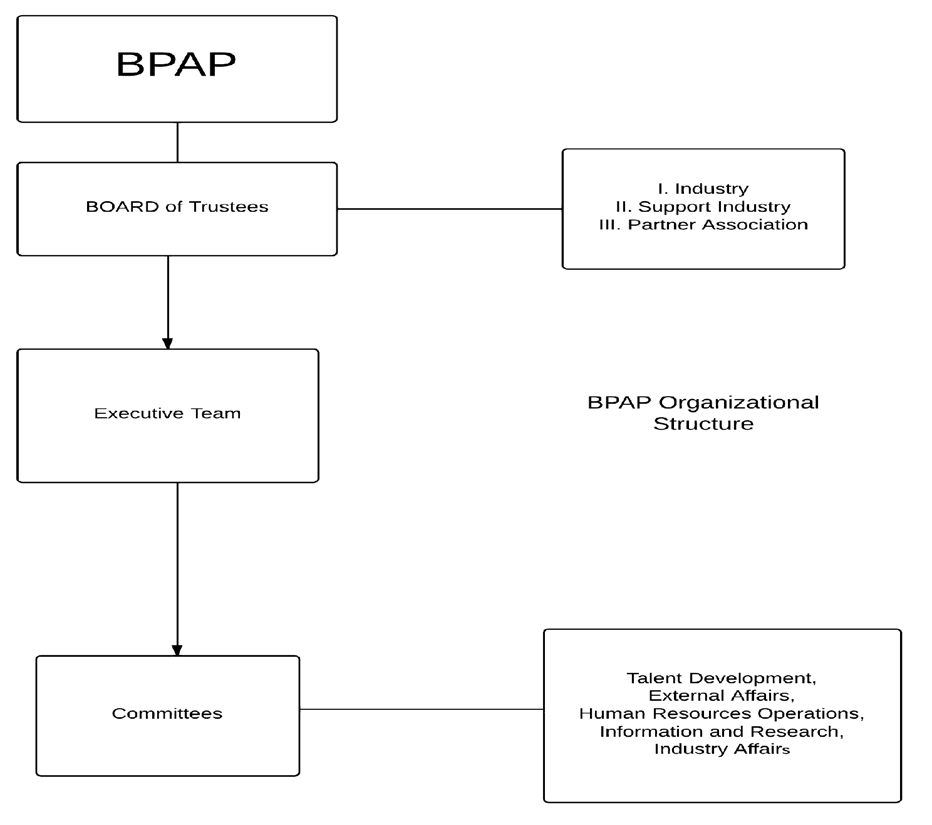 BPAP
BOARD of Trustees
I. Industry
II. Support Industry
III. Partner Association
Executive Team
BPAP Organizational
Structure
Committees
Talent Development,
External Affairs,
Human Resources Operations,
Information and Research,
Industry Affairs